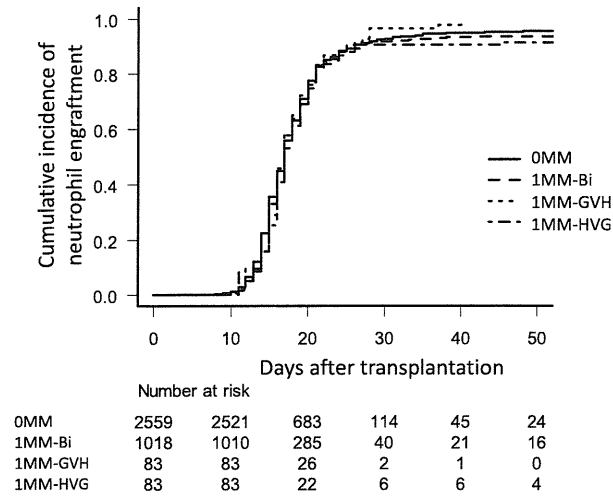 Cumulative incidence of
neutrophil engraftment
1.0
0.8
0.6
0.4
0.2
0.0
0MM
1MM-Bi
1MM-GVH
1MM-HVG
0 10 20 30 40 50
Days after transplantation
Number at risk
0MM 2559 2521 683 114 45 24
1MM-Bi 1018 1010 285 40 21 16
1MM-GVH 83 83 26 2 1 0
1MM-HVG 83 83 22 6 6 4